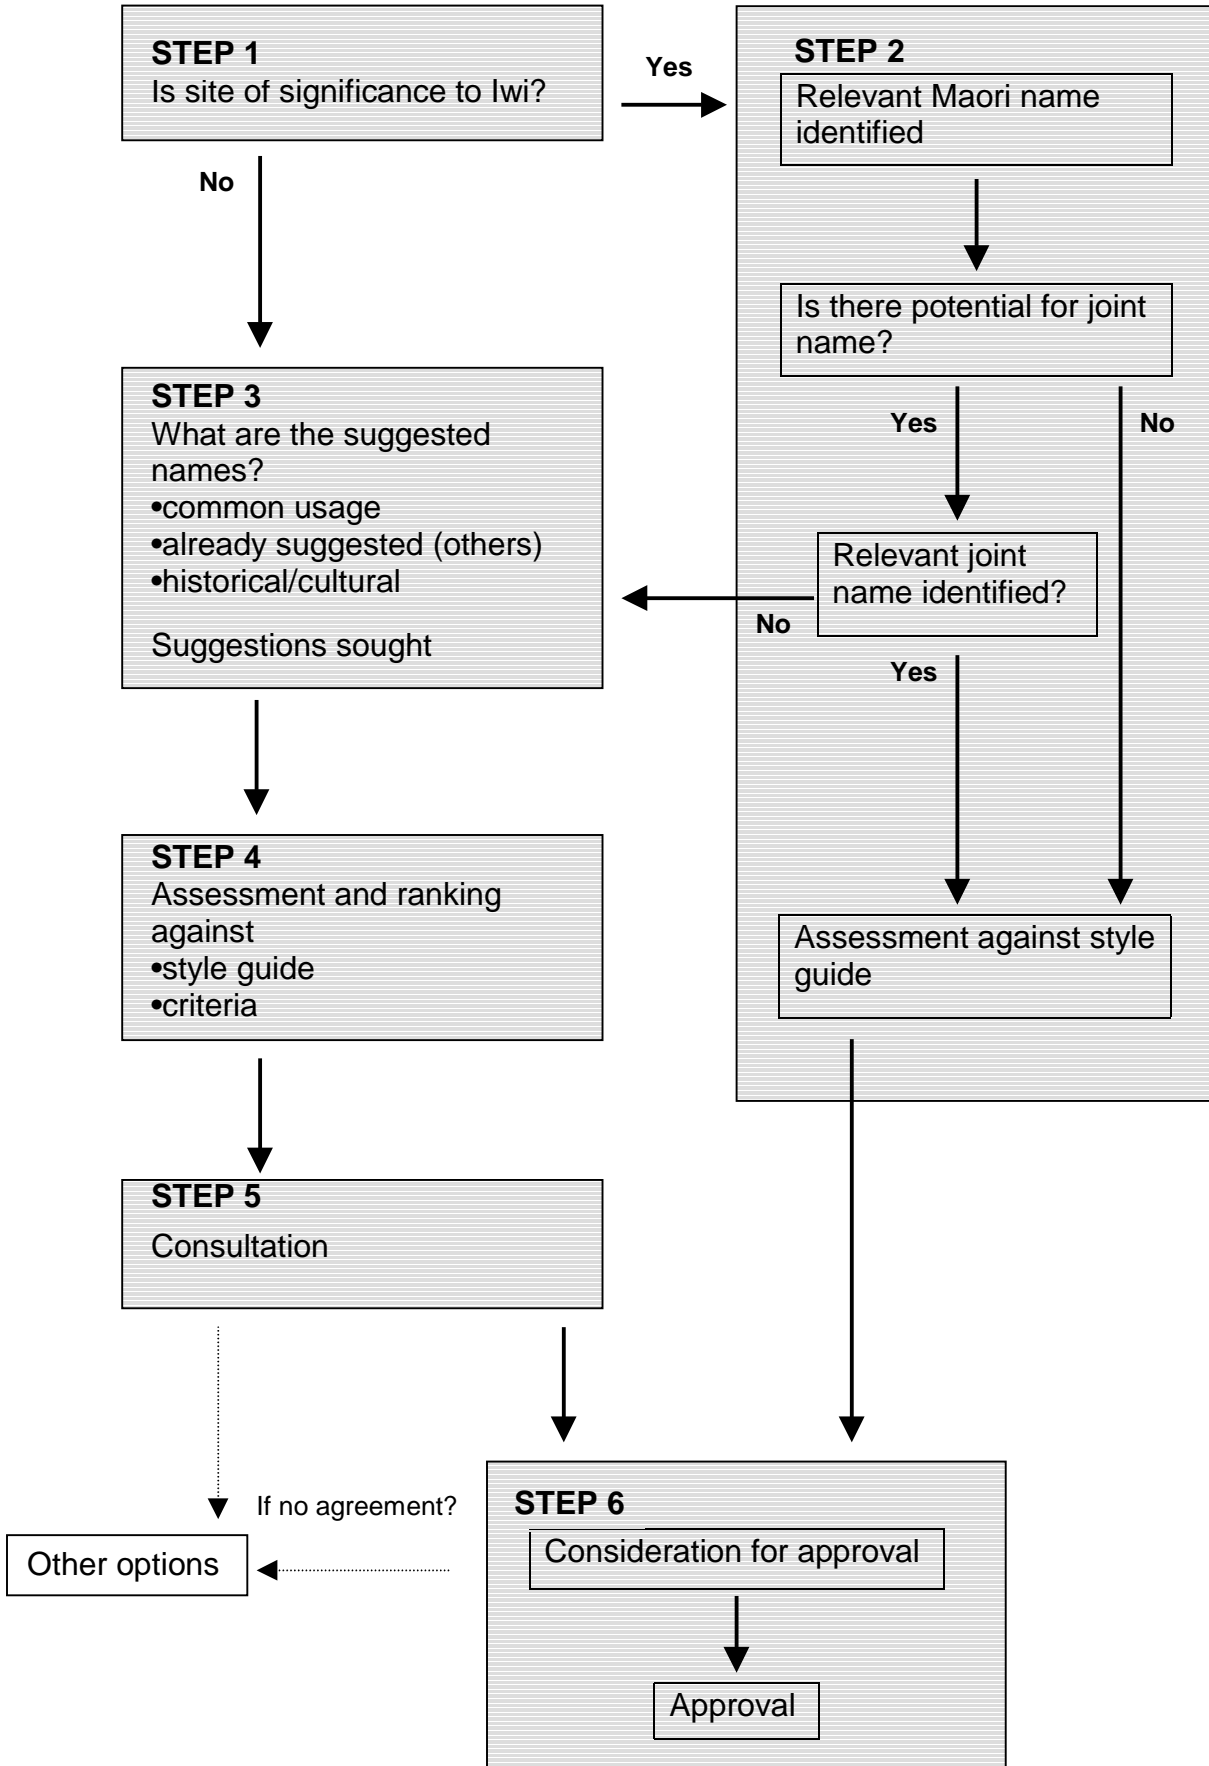 STEP 1
Is site of significance to Iwi?
Yes
No
STEP 2
Relevant Maori name
identified
Is there potential for joint
name?
Yes
No
Relevant joint
name identified?
No
Yes
Assessment against style
guide
STEP 3
What are the suggested
names?
•common usage
•already suggested (others)
•historical/cultural
Suggestions sought
STEP 4
Assessment and ranking
against
•style guide
•criteria
STEP 5
Consultation
If no agreement?
Other options
STEP 6
Consideration for approval
Approval